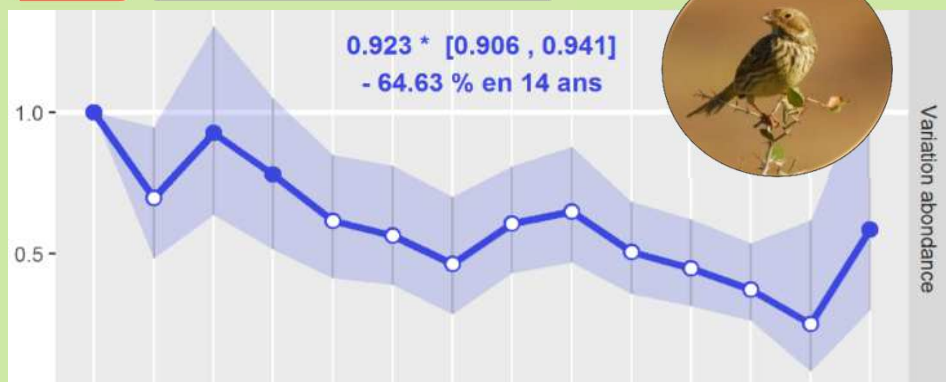 0.923 * [0.906 , 0.941]
- 64.63 % en 14 ans
1.0
0.5
Variation abondance